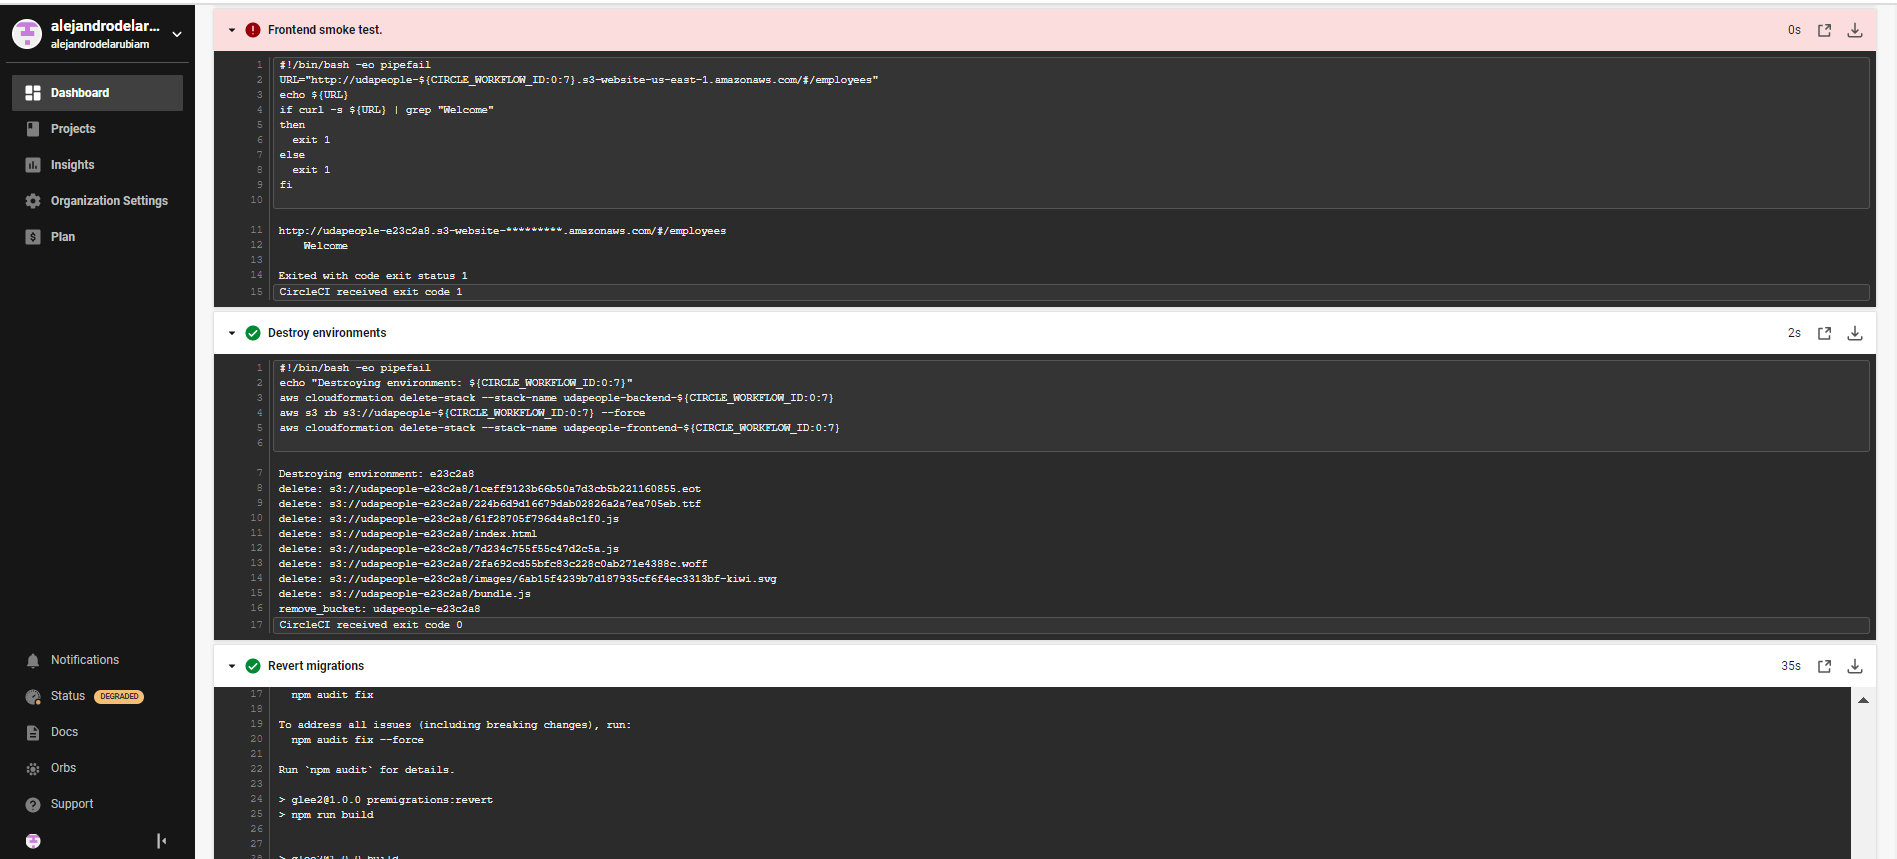 alejandrodelar...
alejandrodelarubiam
Dashboard
Projects
Insights
Organization Settings
Plan
Notifications
Status DEGRADED
Docs
Orbs
Support
Frontend smoke test.
0s
1 #!/bin/bash -eo pipefail
2 URL="http://udapeople-${CIRCLE_WORKFLOW_ID:0:7}.s3-website-us-east-1.amazonaws.com/#/employees"
3 echo ${URL}
4 if curl -s ${URL} | grep "Welcome"
5 then
6 exit 1
7 else
8 exit 1
9 fi
10
11 http://udapeople-e23c2a8.s3-website-*********.amazonaws.com/#/employees
12 Welcome
13
14 Exited with code exit status 1
15 CircleCI received exit code 1
Destroy environments
2s
1 #!/bin/bash -eo pipefail
2 echo "Destroying environment: ${CIRCLE_WORKFLOW_ID:0:7}"
3 aws cloudformation delete-stack --stack-name udapeople-backend-${CIRCLE_WORKFLOW_ID:0:7}
4 aws s3 rb s3://udapeople-${CIRCLE_WORKFLOW_ID:0:7} --force
5 aws cloudformation delete-stack --stack-name udapeople-frontend-${CIRCLE_WORKFLOW_ID:0:7}
6
7 Destroying environment: e23c2a8
8 delete: s3://udapeople-e23c2a8/1ceff9123b66b50a7d3cb5b221160855.eot
9 delete: s3://udapeople-e23c2a8/224b6d9d16679dab02826a2a7ea705eb.ttf
10 delete: s3://udapeople-e23c2a8/61f28705f796d4a8c1f0.js
11 delete: s3://udapeople-e23c2a8/index.html
12 delete: s3://udapeople-e23c2a8/7d234c755f55c47d2c5a.js
13 delete: s3://udapeople-e23c2a8/2fa692cd55bfc83c228c0ab271e4388c.woff
14 delete: s3://udapeople-e23c2a8/images/6ab15f4239b7d187935cf6f4ec3313bf-kiwi.svg
15 delete: s3://udapeople-e23c2a8/bundle.js
16 remove_bucket: udapeople-e23c2a8
17 CircleCI received exit code 0
Revert migrations
35s
17 npm audit fix
18
19 To address all issues (including breaking changes), run:
20 npm audit fix --force
21
22 Run `npm audit` for details.
23
24 > glee2@1.0.0 premigrations:revert
25 > npm run build
26
27
28 > glee2@1.0.0 build